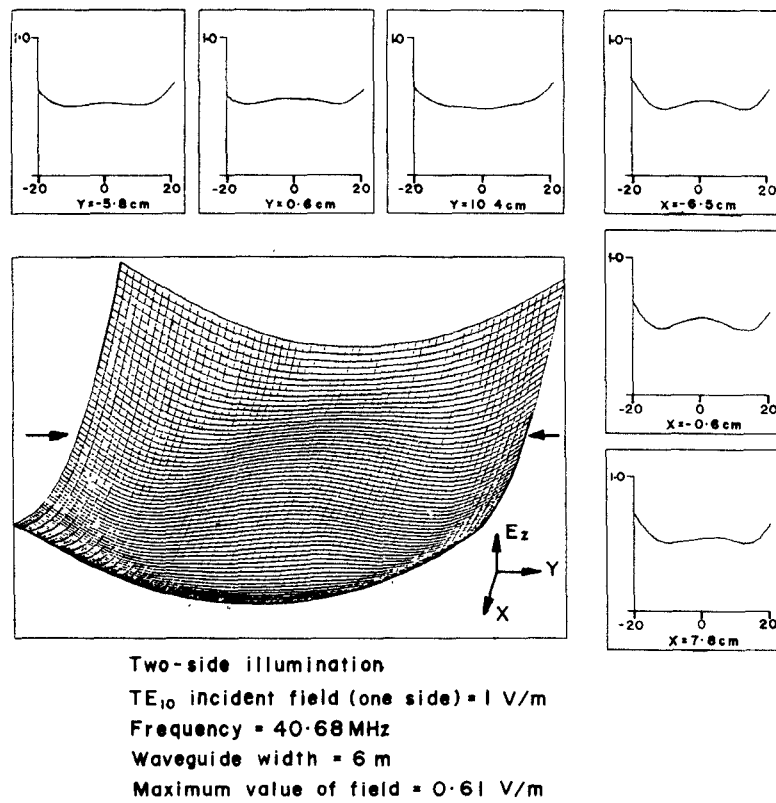 1·0
-20 0 20
Y=-5·8cm
1·0
-20 0 20
Y=0·6cm
1·0
-20 0 20
Y=10 4cm
1·0
-20 0 20
X=-6·5cm
1·0
-20 0 20
X=-0·6cm
1·0
-20 0 20
X=7·8cm
Ez
Y
X
Two-side illumination
TE10 incident field (one side) = 1 V/m
Frequency = 40·68 MHz
Waveguide width = 6 m
Maximum value of field = 0·61 V/m